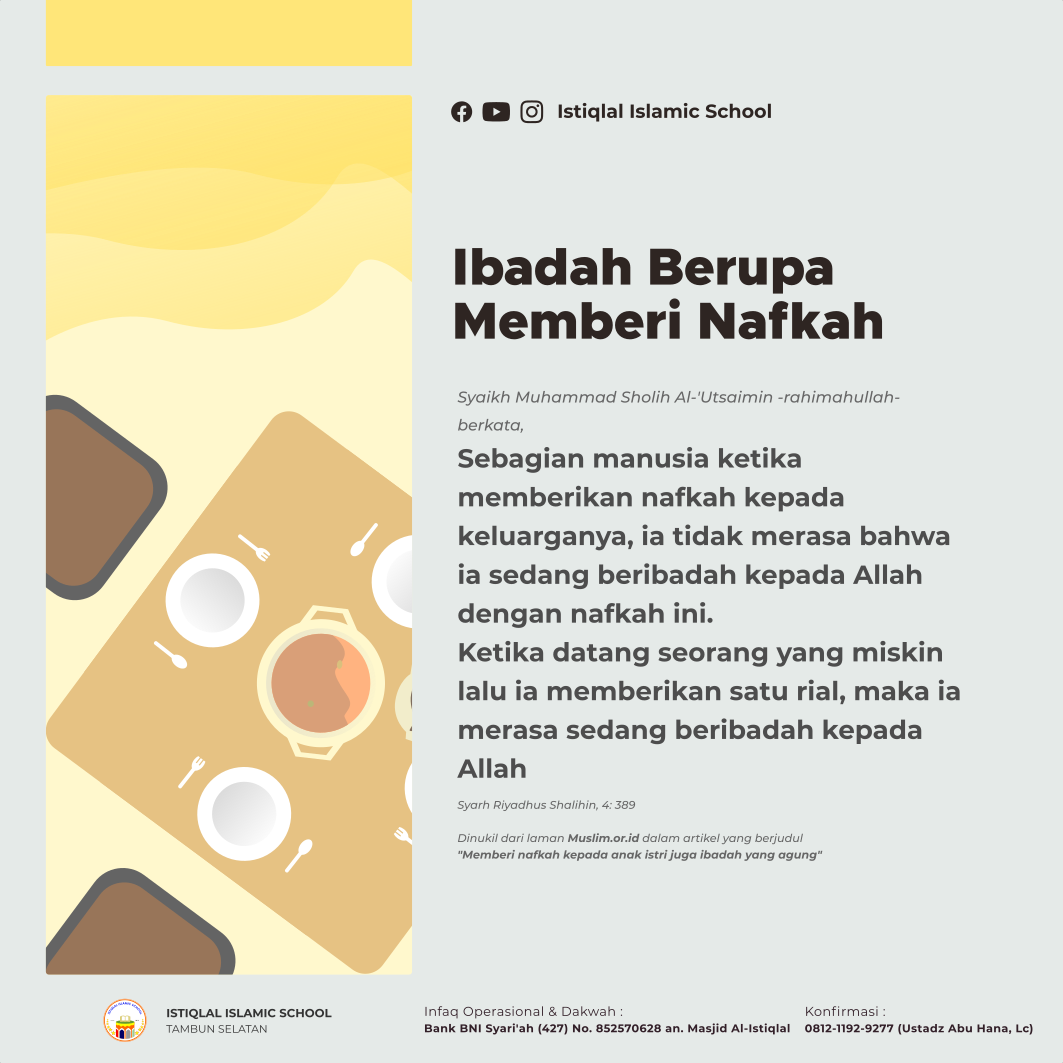 Istiqlal Islamic School
Ibadah Berupa
Memberi Nafkah
Syaikh Muhammad Sholih Al-'Utsaimin -rahimahullah-
berkata,
Sebagian manusia ketika
memberikan nafkah kepada
keluarganya, ia tidak merasa bahwa
ia sedang beribadah kepada Allah
dengan nafkah ini.
Ketika datang seorang yang miskin
lalu ia memberikan satu rial, maka ia
merasa sedang beribadah kepada
Allah
Syarh Riyadhus Shalihin, 4: 389
Dinukil dari laman Muslim.or.id dalam artikel yang berjudul
"Memberi nafkah kepada anak istri juga ibadah yang agung"
ISTIQLAL ISLAMIC SCHOOL
TAMBUN SELATAN
Infaq Operasional & Dakwah :
Bank BNI Syari'ah (427) No. 852570628 an. Masjid Al-Istiqlal
Konfirmasi :
0812-1192-9277 (Ustadz Abu Hana, Lc)